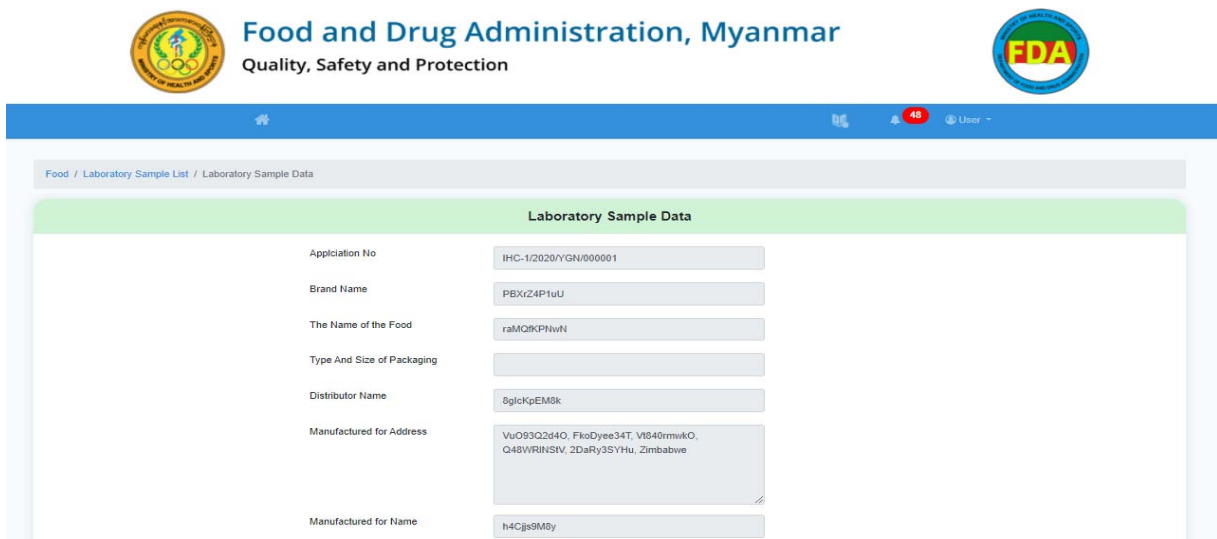 Food and Drug Administration, Myanmar
Quality, Safety and Protection
FDA
48
User
Food / Laboratory Sample List / Laboratory Sample Data
Laboratory Sample Data
Applciation No
IHC-1/2020/YGN/000001
Brand Name
PBXrZ4P1uU
The Name of the Food
raMQfKPNwN
Type And Size of Packaging
Distributor Name
8glcKpEM8k
Manufactured for Address
VuO93Q2d4O, FkoDyee34T, Vt840rmwkO,
Q48WRINStV, 2DaRy3SYHu, Zimbabwe
Manufactured for Name
h4Cjjs9M8y